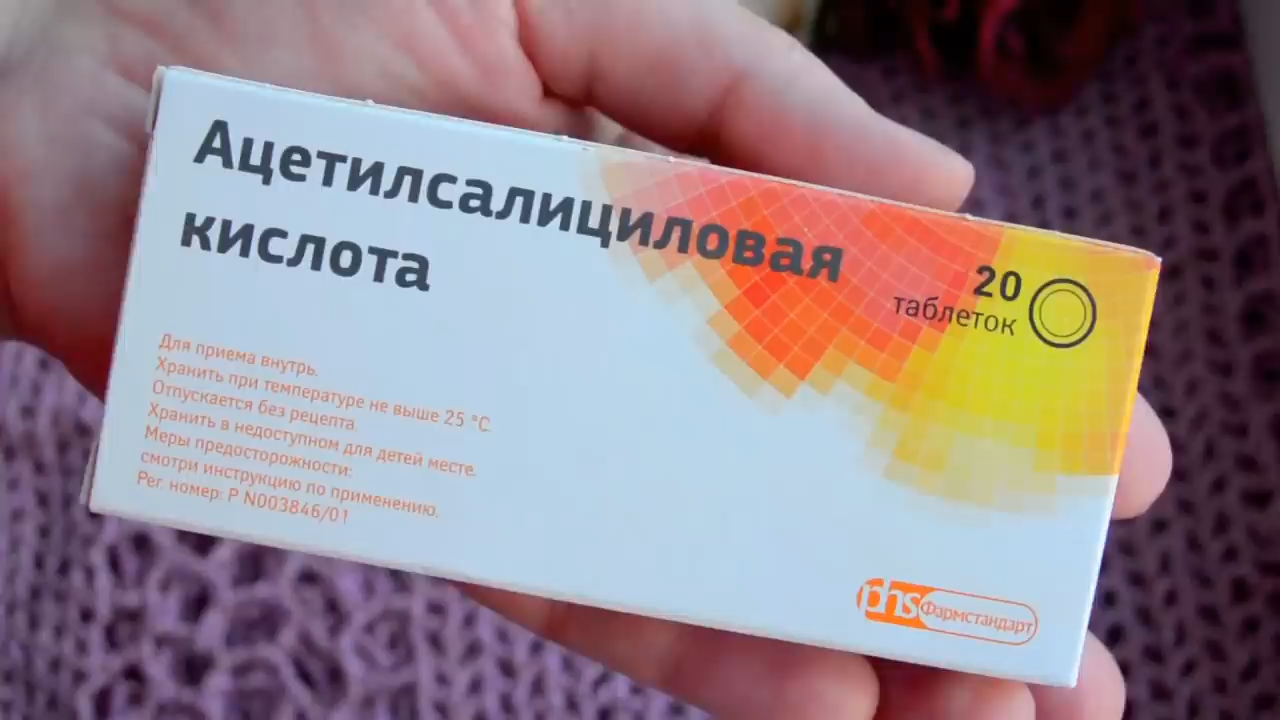 Ацетилсалициловая
кислота
20
таблеток
Для приема внутрь.
Хранить при температуре не выше 25 °C.
Отпускается без рецепта.
Хранить в недоступном для детей месте.
Меры предосторожности:
смотри инструкцию по применению.
Рег. номер: Р N003846/01
phs Фармстандарт